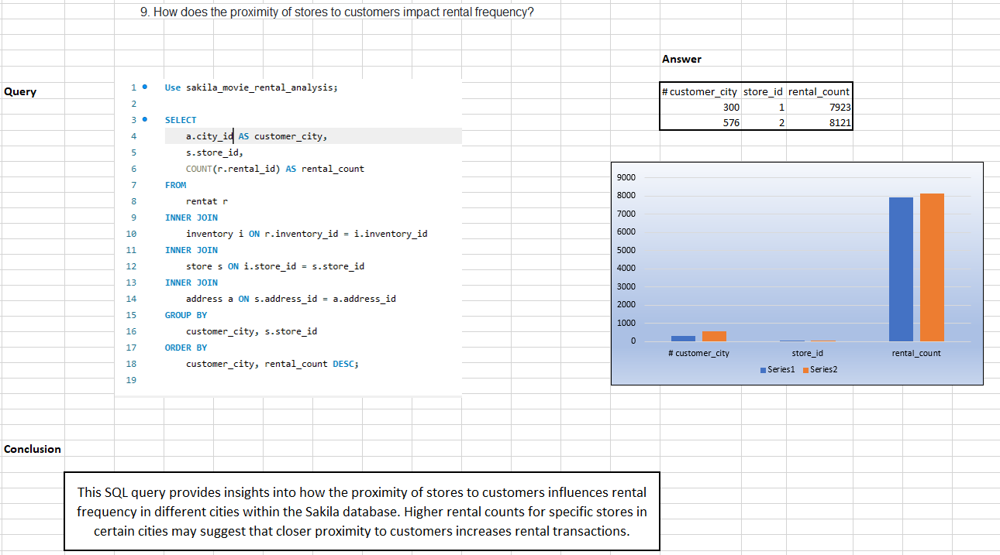 9. How does the proximity of stores to customers impact rental frequency?
Answer
Query
1 Use sakila_movie_rental_analysis;
2
3 SELECT
4 a.city_id AS customer_city,
5 s.store_id,
6 COUNT(r.rental_id) AS rental_count
7 FROM
8 rentat r
9 INNER JOIN
10 inventory i ON r.inventory_id = i.inventory_id
11 INNER JOIN
12 store s ON i.store_id = s.store_id
13 INNER JOIN
14 address a ON s.address_id = a.address_id
15 GROUP BY
16 customer_city, s.store_id
17 ORDER BY
18 customer_city, rental_count DESC;
19
# customer_city store_id rental_count
300 1 7923
576 2 8121
9000
8000
7000
6000
5000
4000
3000
2000
1000
0
# customer_city store_id rental_count
Series1 Series2
Conclusion
This SQL query provides insights into how the proximity of stores to customers influences rental
frequency in different cities within the Sakila database. Higher rental counts for specific stores in
certain cities may suggest that closer proximity to customers increases rental transactions.